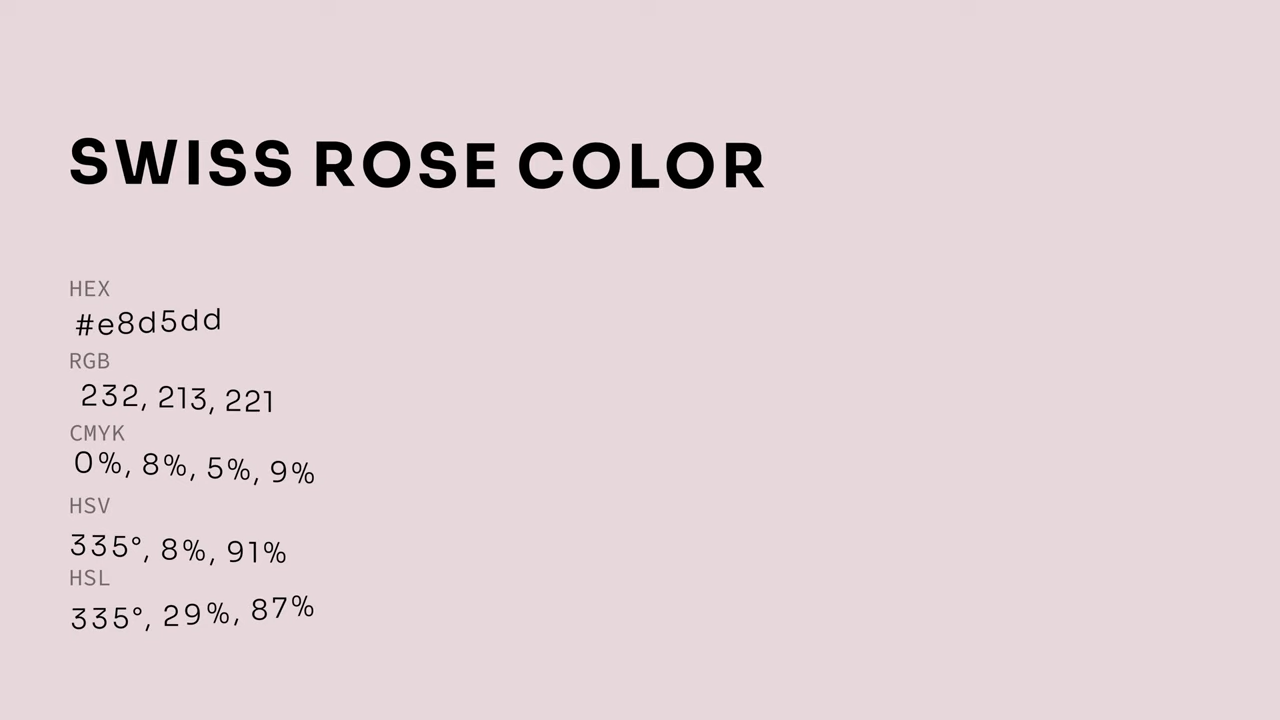 SWISS ROSE COLOR
HEX
#e8d5dd
RGB
232, 213, 221
CMYK
0%, 8%, 5%, 9%
HSV
335°, 8%, 91%
HSL
335°, 29%, 87%